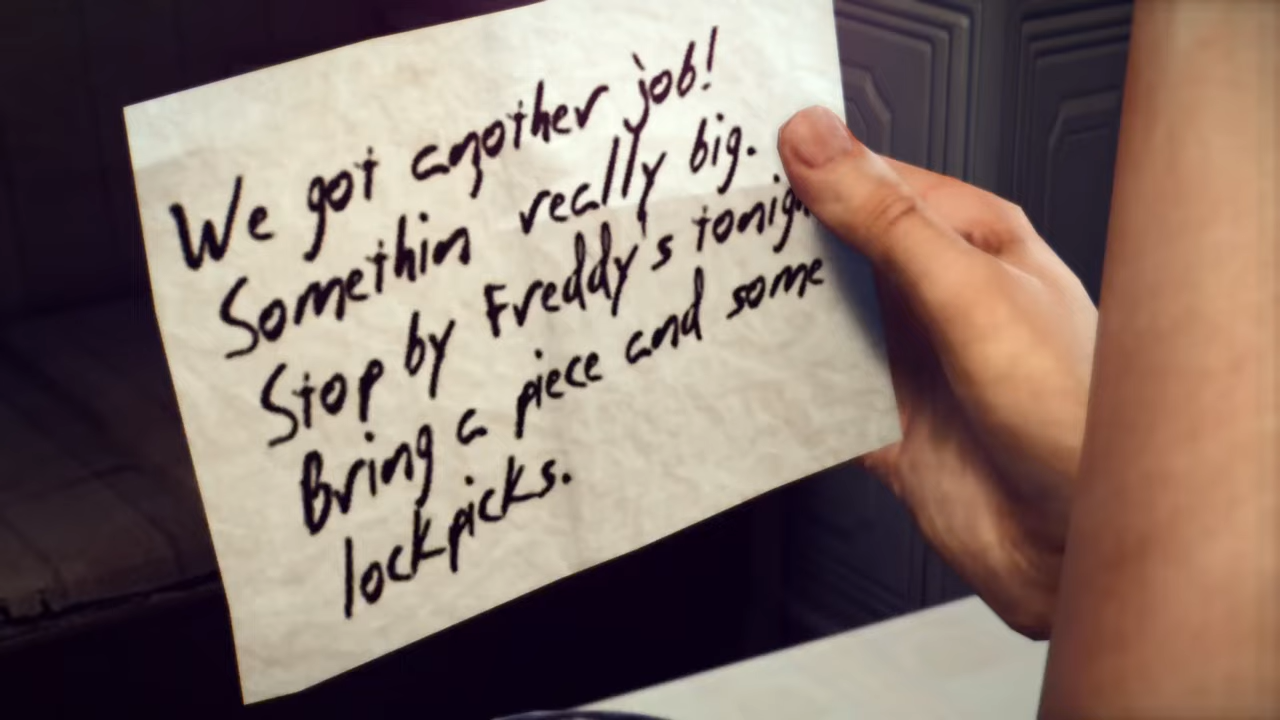 We got another job!
Somethin really big.
Stop by Freddy's
Bring a piece and some
lockpicks.